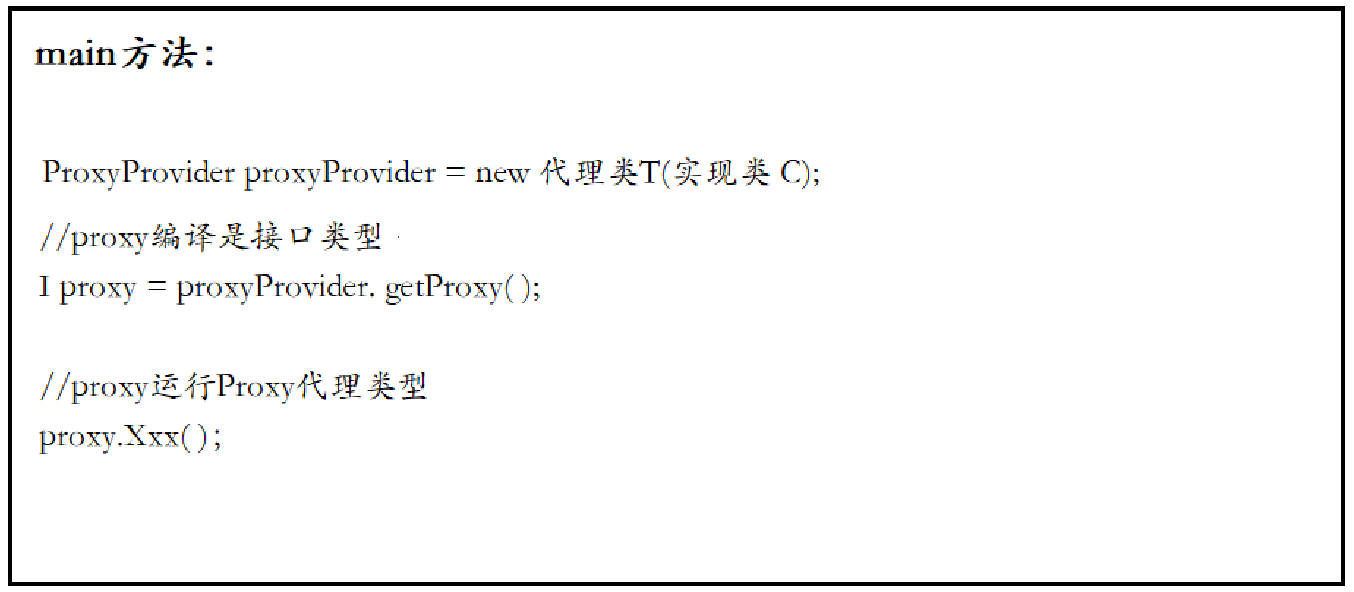 main方法：
ProxyProvider proxyProvider = new 代理类T(实现类 C);
//proxy编译是接口类型
I proxy = proxyProvider. getProxy( );
//proxy运行Proxy代理类型
proxy.Xxx( );